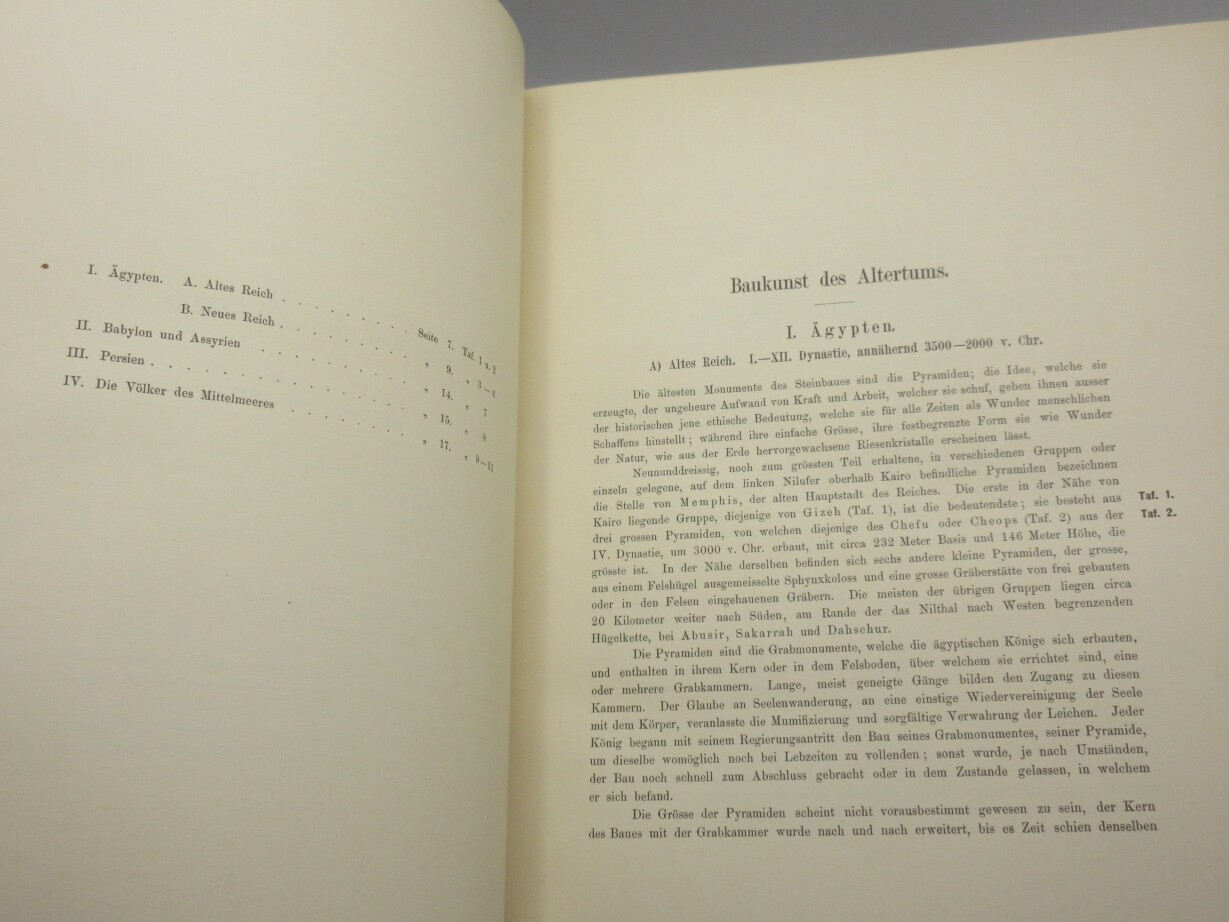 I. Ägypten. A. Altes Reich . . . . . . . . Seite 7. Taf. 1 u. 2
B. Neues Reich . . . . . . . . „ 9. „ 3—6
II. Babylon und Assyrien . . . . . . . . „ 14. „ 7
III. Persien . . . . . . . . . . . . . „ 15. „ 8
IV. Die Völker des Mittelmeeres . . . . . . „ 17. „ 9—11
Baukunst des Altertums.
I. Ägypten.
A) Altes Reich. I.—XII. Dynastie, annähernd 3500—2000 v. Chr.
Die ältesten Monumente des Steinbaues sind die Pyramiden; die Idee, welche sie
erzeugte, der ungeheure Aufwand von Kraft und Arbeit, welcher sie schuf, geben ihnen ausser
der historischen jene ethische Bedeutung, welche sie für alle Zeiten als Wunder menschlichen
Schaffens hinstellt; während ihre einfache Grösse, ihre festbegrenzte Form sie wie Wunder
der Natur, wie aus der Erde hervorgewachsene Riesenkristalle erscheinen lässt.
Neununddreissig, noch zum grössten Teil erhaltene, in verschiedenen Gruppen oder
einzeln gelegene, auf dem linken Nilufer oberhalb Kairo befindliche Pyramiden bezeichnen
die Stelle von Memphis, der alten Hauptstadt des Reiches. Die erste in der Nähe von
Kairo liegende Gruppe, diejenige von Gizeh (Taf. 1), ist die bedeutendste; sie besteht aus
Taf. 1.
drei grossen Pyramiden, von welchen diejenige des Chefu oder Cheops (Taf. 2) aus der
Taf. 2.
IV. Dynastie, um 3000 v. Chr. erbaut, mit circa 232 Meter Basis und 146 Meter Höhe, die
grösste ist. In der Nähe derselben befinden sich sechs andere kleine Pyramiden, der grosse,
aus einem Felshügel ausgemeisselte Sphynxkoloss und eine grosse Gräberstätte von frei gebauten
oder in den Felsen eingehauenen Gräbern. Die meisten der übrigen Gruppen liegen circa
20 Kilometer weiter nach Süden, am Rande der das Nilthal nach Westen begrenzenden
Hügelkette, bei Abusir, Sakarrah und Dahschur.
Die Pyramiden sind die Grabmonumente, welche die ägyptischen Könige sich erbauten,
und enthalten in ihrem Kern oder in dem Felsboden, über welchem sie errichtet sind, eine
oder mehrere Grabkammern. Lange, meist geneigte Gänge bilden den Zugang zu diesen
Kammern. Der Glaube an Seelenwanderung, an eine einstige Wiedervereinigung der Seele
mit dem Körper, veranlasste die Mumifizierung und sorgfältige Verwahrung der Leichen. Jeder
König begann mit seinem Regierungsantritt den Bau seines Grabmonumentes, seiner Pyramide,
um dieselbe womöglich noch bei Lebzeiten zu vollenden; sonst wurde, je nach Umständen,
der Bau noch schnell zum Abschluss gebracht oder in dem Zustande gelassen, in welchem
er sich befand.
Die Grösse der Pyramiden scheint nicht vorausbestimmt gewesen zu sein, der Kern
des Baues mit der Grabkammer wurde nach und nach erweitert, bis es Zeit schien denselben